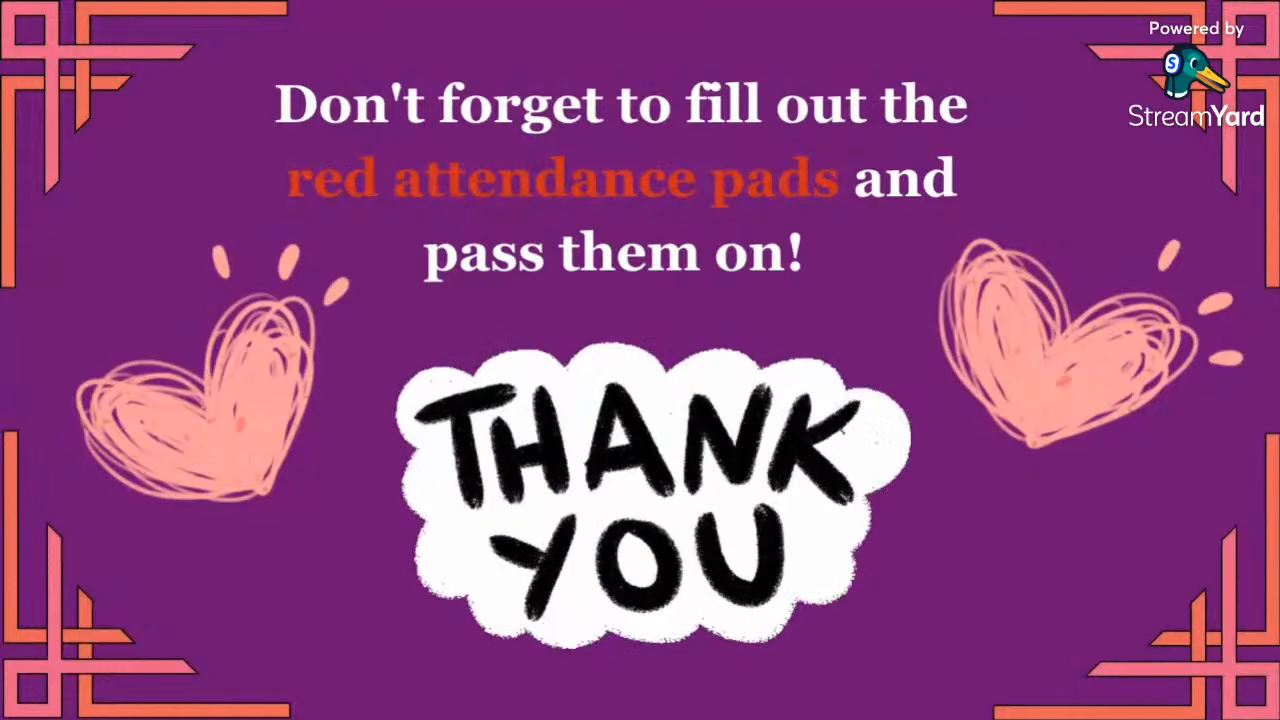 Powered by
StreamYard
Don't forget to fill out the
red attendance pads and
pass them on!
THANK
YOU